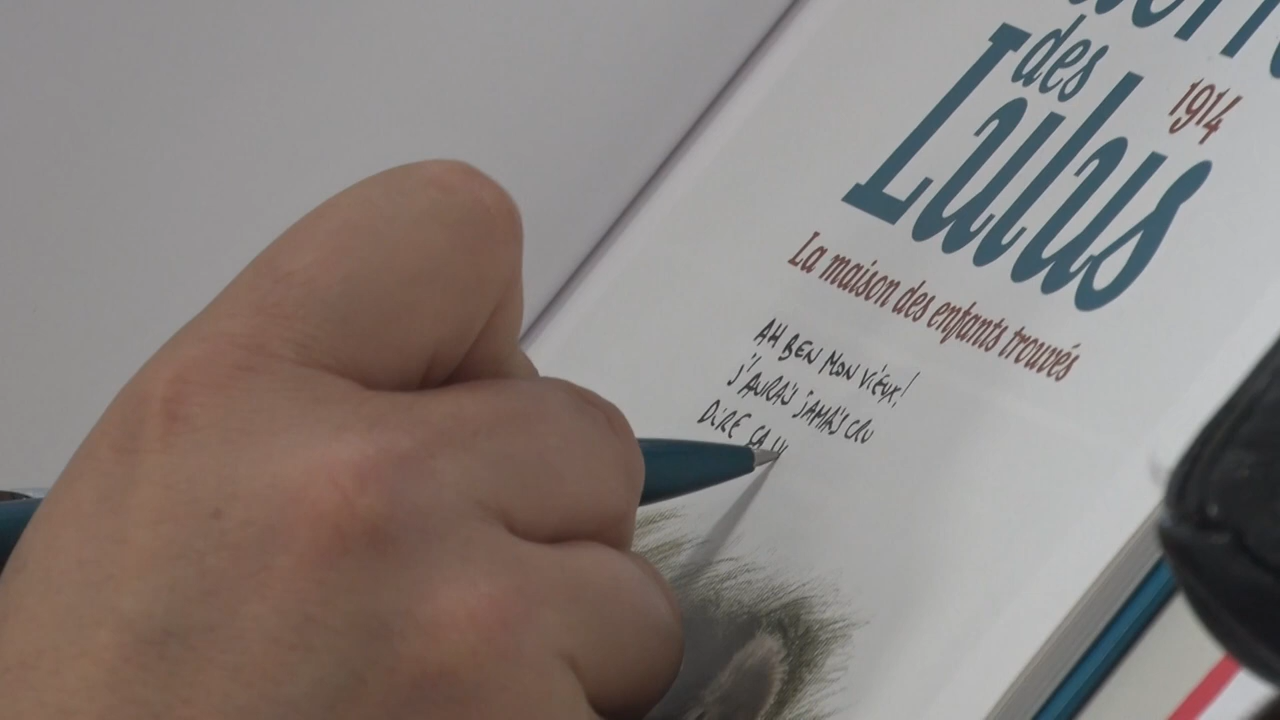 des
Lulus
1914
La maison des enfants trouvés
AH BEN MON VIEUX!
J'AURAIS JAMAIS CRU
DIRE ÇA